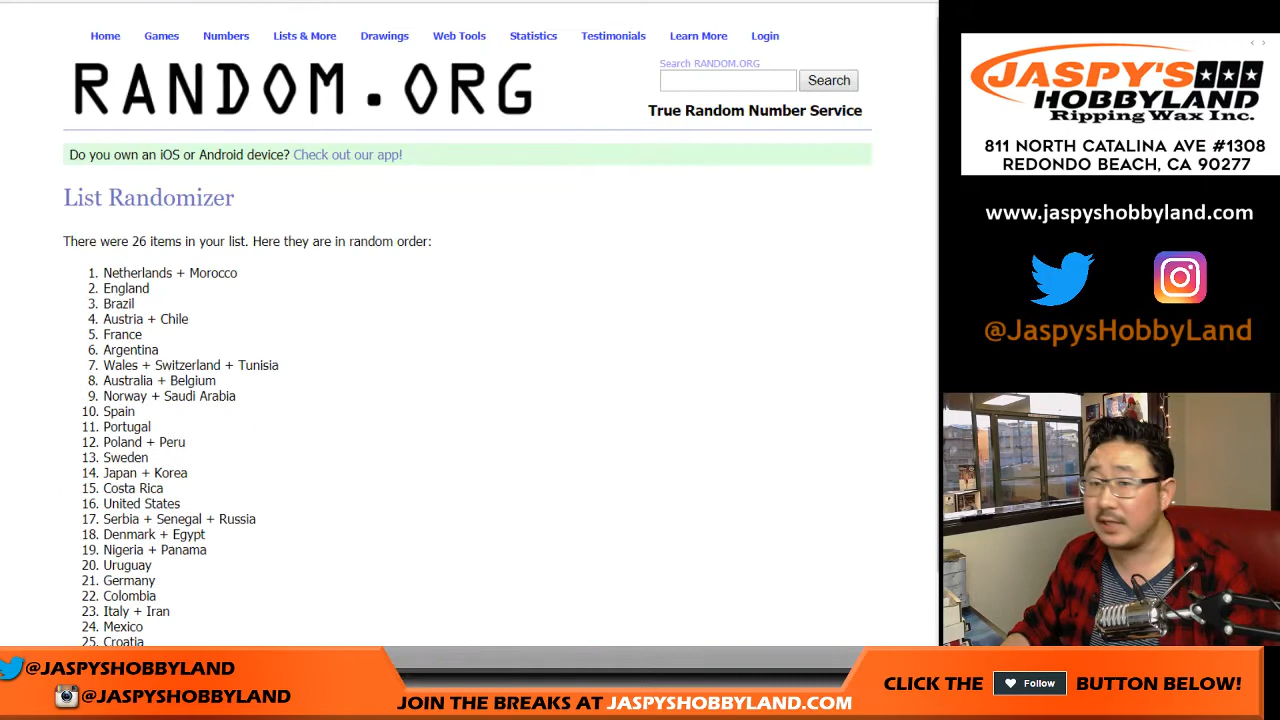 Home Games Numbers Lists & More Drawings Web Tools Statistics Testimonials Learn More Login
RANDOM.ORG
Search RANDOM.ORG
Search
True Random Number Service
Do you own an iOS or Android device? Check out our app!
List Randomizer
There were 26 items in your list. Here they are in random order:
1. Netherlands + Morocco
2. England
3. Brazil
4. Austria + Chile
5. France
6. Argentina
7. Wales + Switzerland + Tunisia
8. Australia + Belgium
9. Norway + Saudi Arabia
10. Spain
11. Portugal
12. Poland + Peru
13. Sweden
14. Japan + Korea
15. Costa Rica
16. United States
17. Serbia + Senegal + Russia
18. Denmark + Egypt
19. Nigeria + Panama
20. Uruguay
21. Germany
22. Colombia
23. Italy + Iran
24. Mexico
25. Croatia
JASPY'S
HOBBYLAND
Ripping Wax Inc.
811 NORTH CATALINA AVE #1308
REDONDO BEACH, CA 90277
www.jaspyshobbyland.com
@JaspysHobbyLand
@JASPYSHOBBYLAND
@JASPYSHOBBYLAND
JOIN THE BREAKS AT JASPYSHOBBYLAND.COM
CLICK THE Follow BUTTON BELOW!